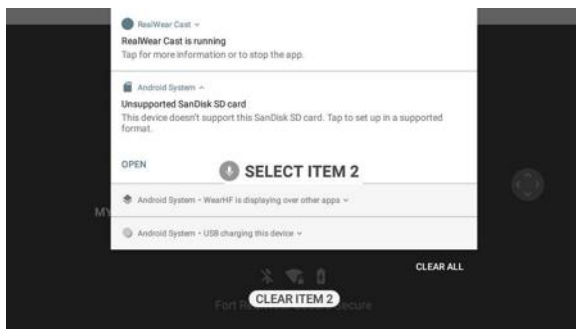 RealWear Cast
RealWear Cast is running
Tap for more information or to stop the app.
Android System
Unsupported SanDisk SD card
This device doesn't support this SanDisk SD card. Tap to set up in a supported
format.
OPEN
SELECT ITEM 2
Android System • WearHF is displaying over other apps
MY
Android System • USB charging this device
CLEAR ALL
CLEAR ITEM 2
Fort